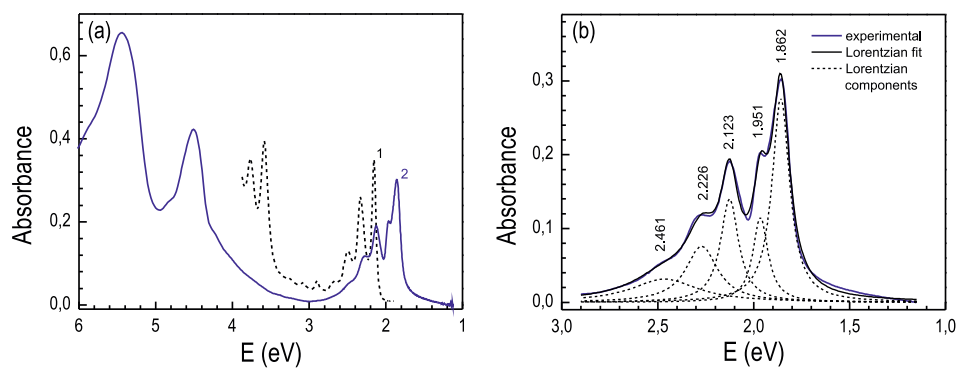 (a)
0,6
0,4
0,2
0,0
Absorbance
1
2
6 5 4 3 2 1
E (eV)
(b)
experimental
Lorentzian fit
Lorentzian
components
0,3
0,2
0,1
0,0
Absorbance
2.461
2.226
2.123
1.951
1.862
3,0 2,5 2,0 1,5 1,0
E (eV)